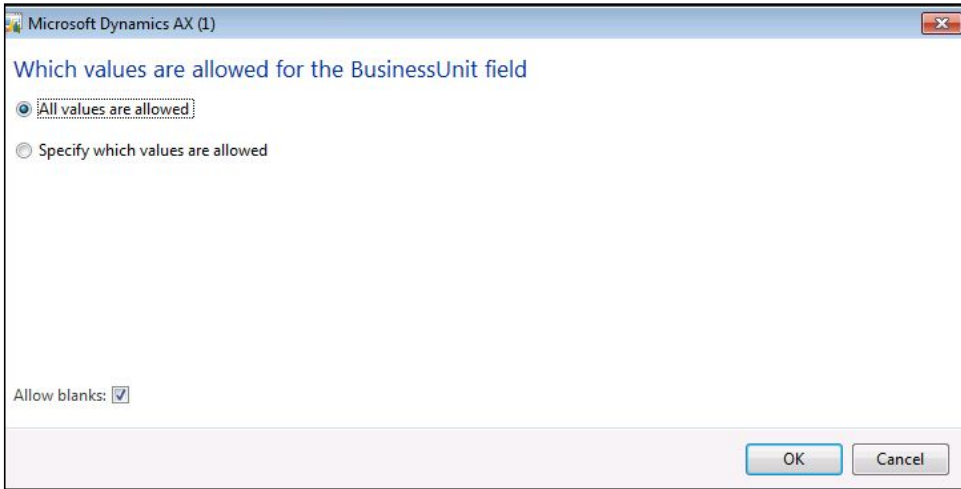 Microsoft Dynamics AX (1)
Which values are allowed for the BusinessUnit field
All values are allowed
Specify which values are allowed
Allow blanks:
OK Cancel